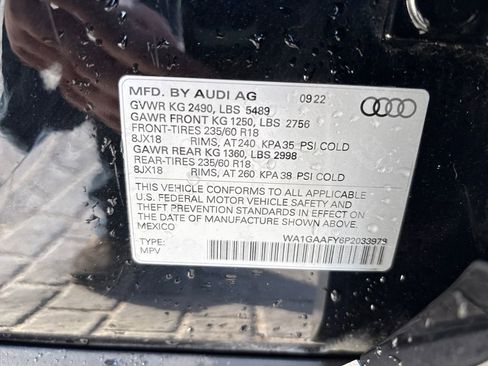 MFD. BY AUDI AG 09.22
GVWR KG 2490, LBS 5489
GAWR FRONT KG 1250, LBS 2756
FRONT-TIRES 235/60 R18
8JX18 RIMS, AT 240 KPA 35 PSI COLD
GAWR REAR KG 1360, LBS 2998
REAR-TIRES 235/60 R18
8JX18 RIMS, AT 260 KPA 38 PSI COLD
THIS VEHICLE CONFORMS TO ALL APPLICABLE
U.S. FEDERAL MOTOR VEHICLE SAFETY AND
THEFT PREVENTION STANDARDS IN EFFECT ON
THE DATE OF MANUFACTURE SHOWN ABOVE.
MEXICO
TYPE: WA1GAAFY6P2033979
MPV